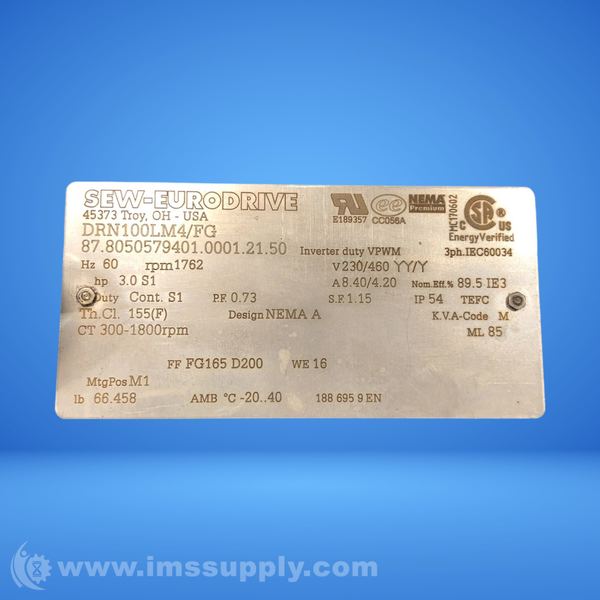 SEW-EURODRIVE
45373 Troy, OH - USA
DRN100LM4/FG
87.8050579401.0001.21.50 Inverter duty VPWM 3ph.IEC60034
E189357 CC056A NEMA Premium MC170602 CSA C US
EnergyVerified
Hz 60 rpm 1762 V 230/460 YY/Y
hp 3.0 S1 A 8.40/4.20 Nom.Eff.% 89.5 IE3
Duty Cont. S1 P.F. 0.73 S.F. 1.15 IP 54 TEFC
Th.Cl. 155(F) Design NEMA A K.V.A-Code M
CT 300-1800rpm ML 85
FF FG165 D200 WE 16
MtgPos M1
lb 66.458 AMB °C -20..40 188 695 9 EN
www.imssupply.com